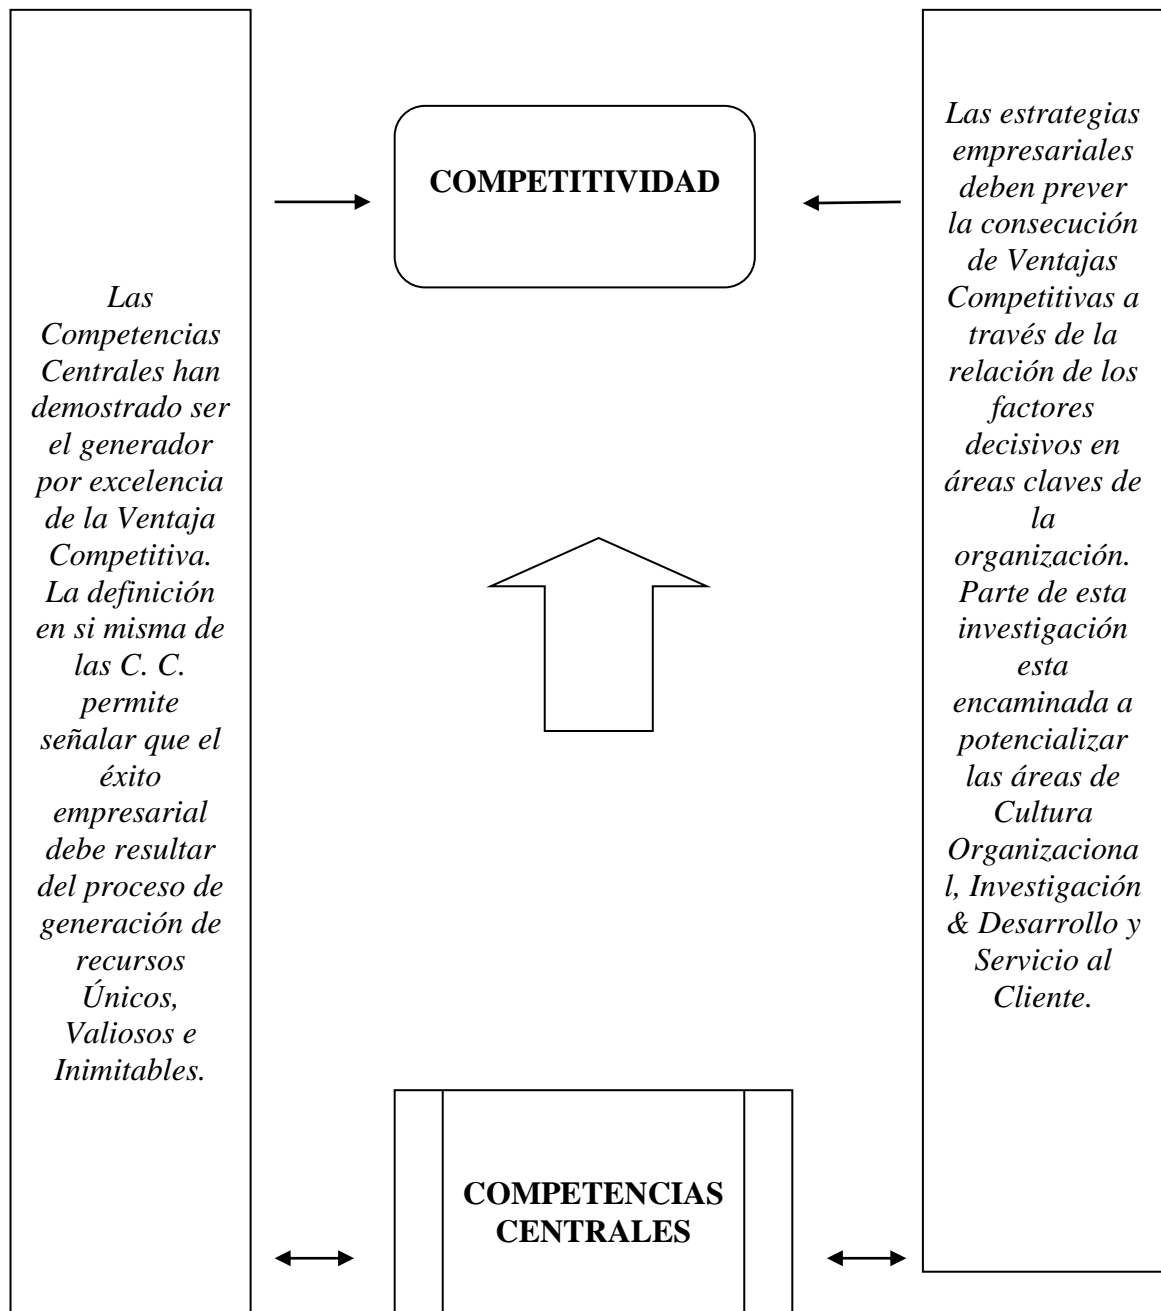 COMPETITIVIDAD
Las
Competencias
Centrales han
demostrado ser
el generador
por excelencia
de la Ventaja
Competitiva.
La definición
en si misma de
las C. C.
permite
señalar que el
éxito
empresarial
debe resultar
del proceso de
generación de
recursos
Únicos,
Valiosos e
Inimitables.
Las estrategias
empresariales
deben prever
la consecución
de Ventajas
Competitivas a
través de la
relación de los
factores
decisivos en
áreas claves de
la
organización.
Parte de esta
investigación
esta
encaminada a
potencializar
las áreas de
Cultura
Organizaciona
l, Investigación
& Desarrollo y
Servicio al
Cliente.
COMPETENCIAS
CENTRALES